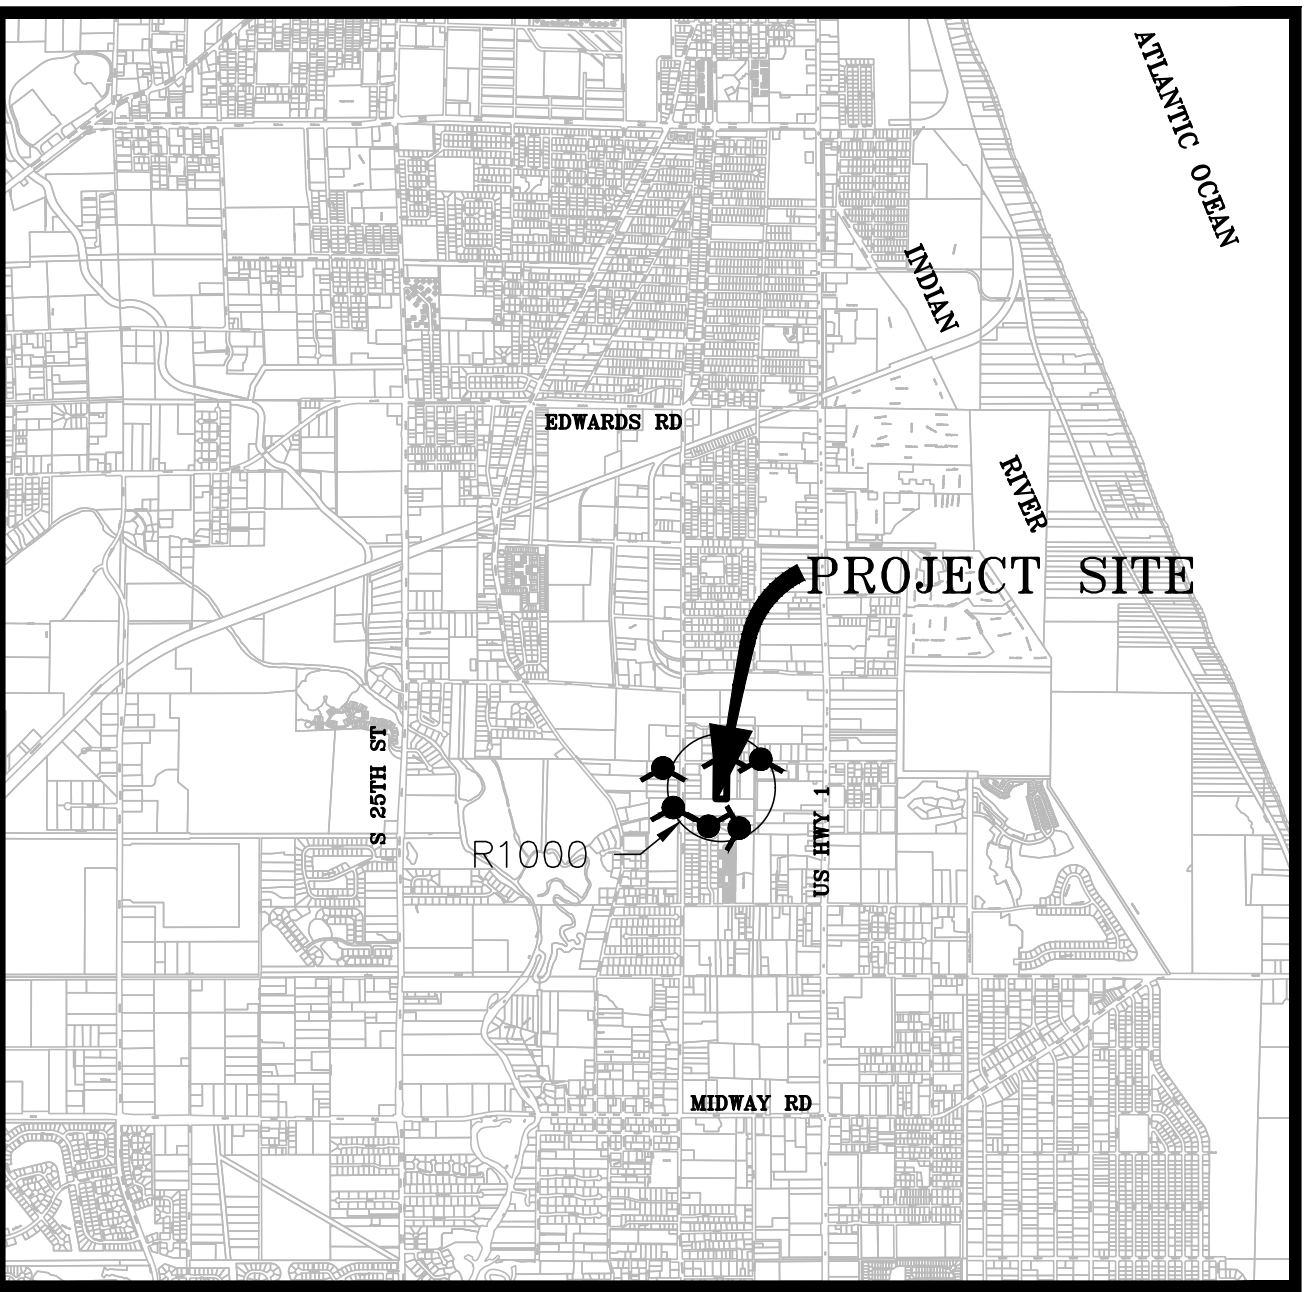 ATLANTIC OCEAN
INDIAN
EDWARDS RD
RIVER
PROJECT SITE
S 25TH ST
US HWY 1
R1000
MIDWAY RD